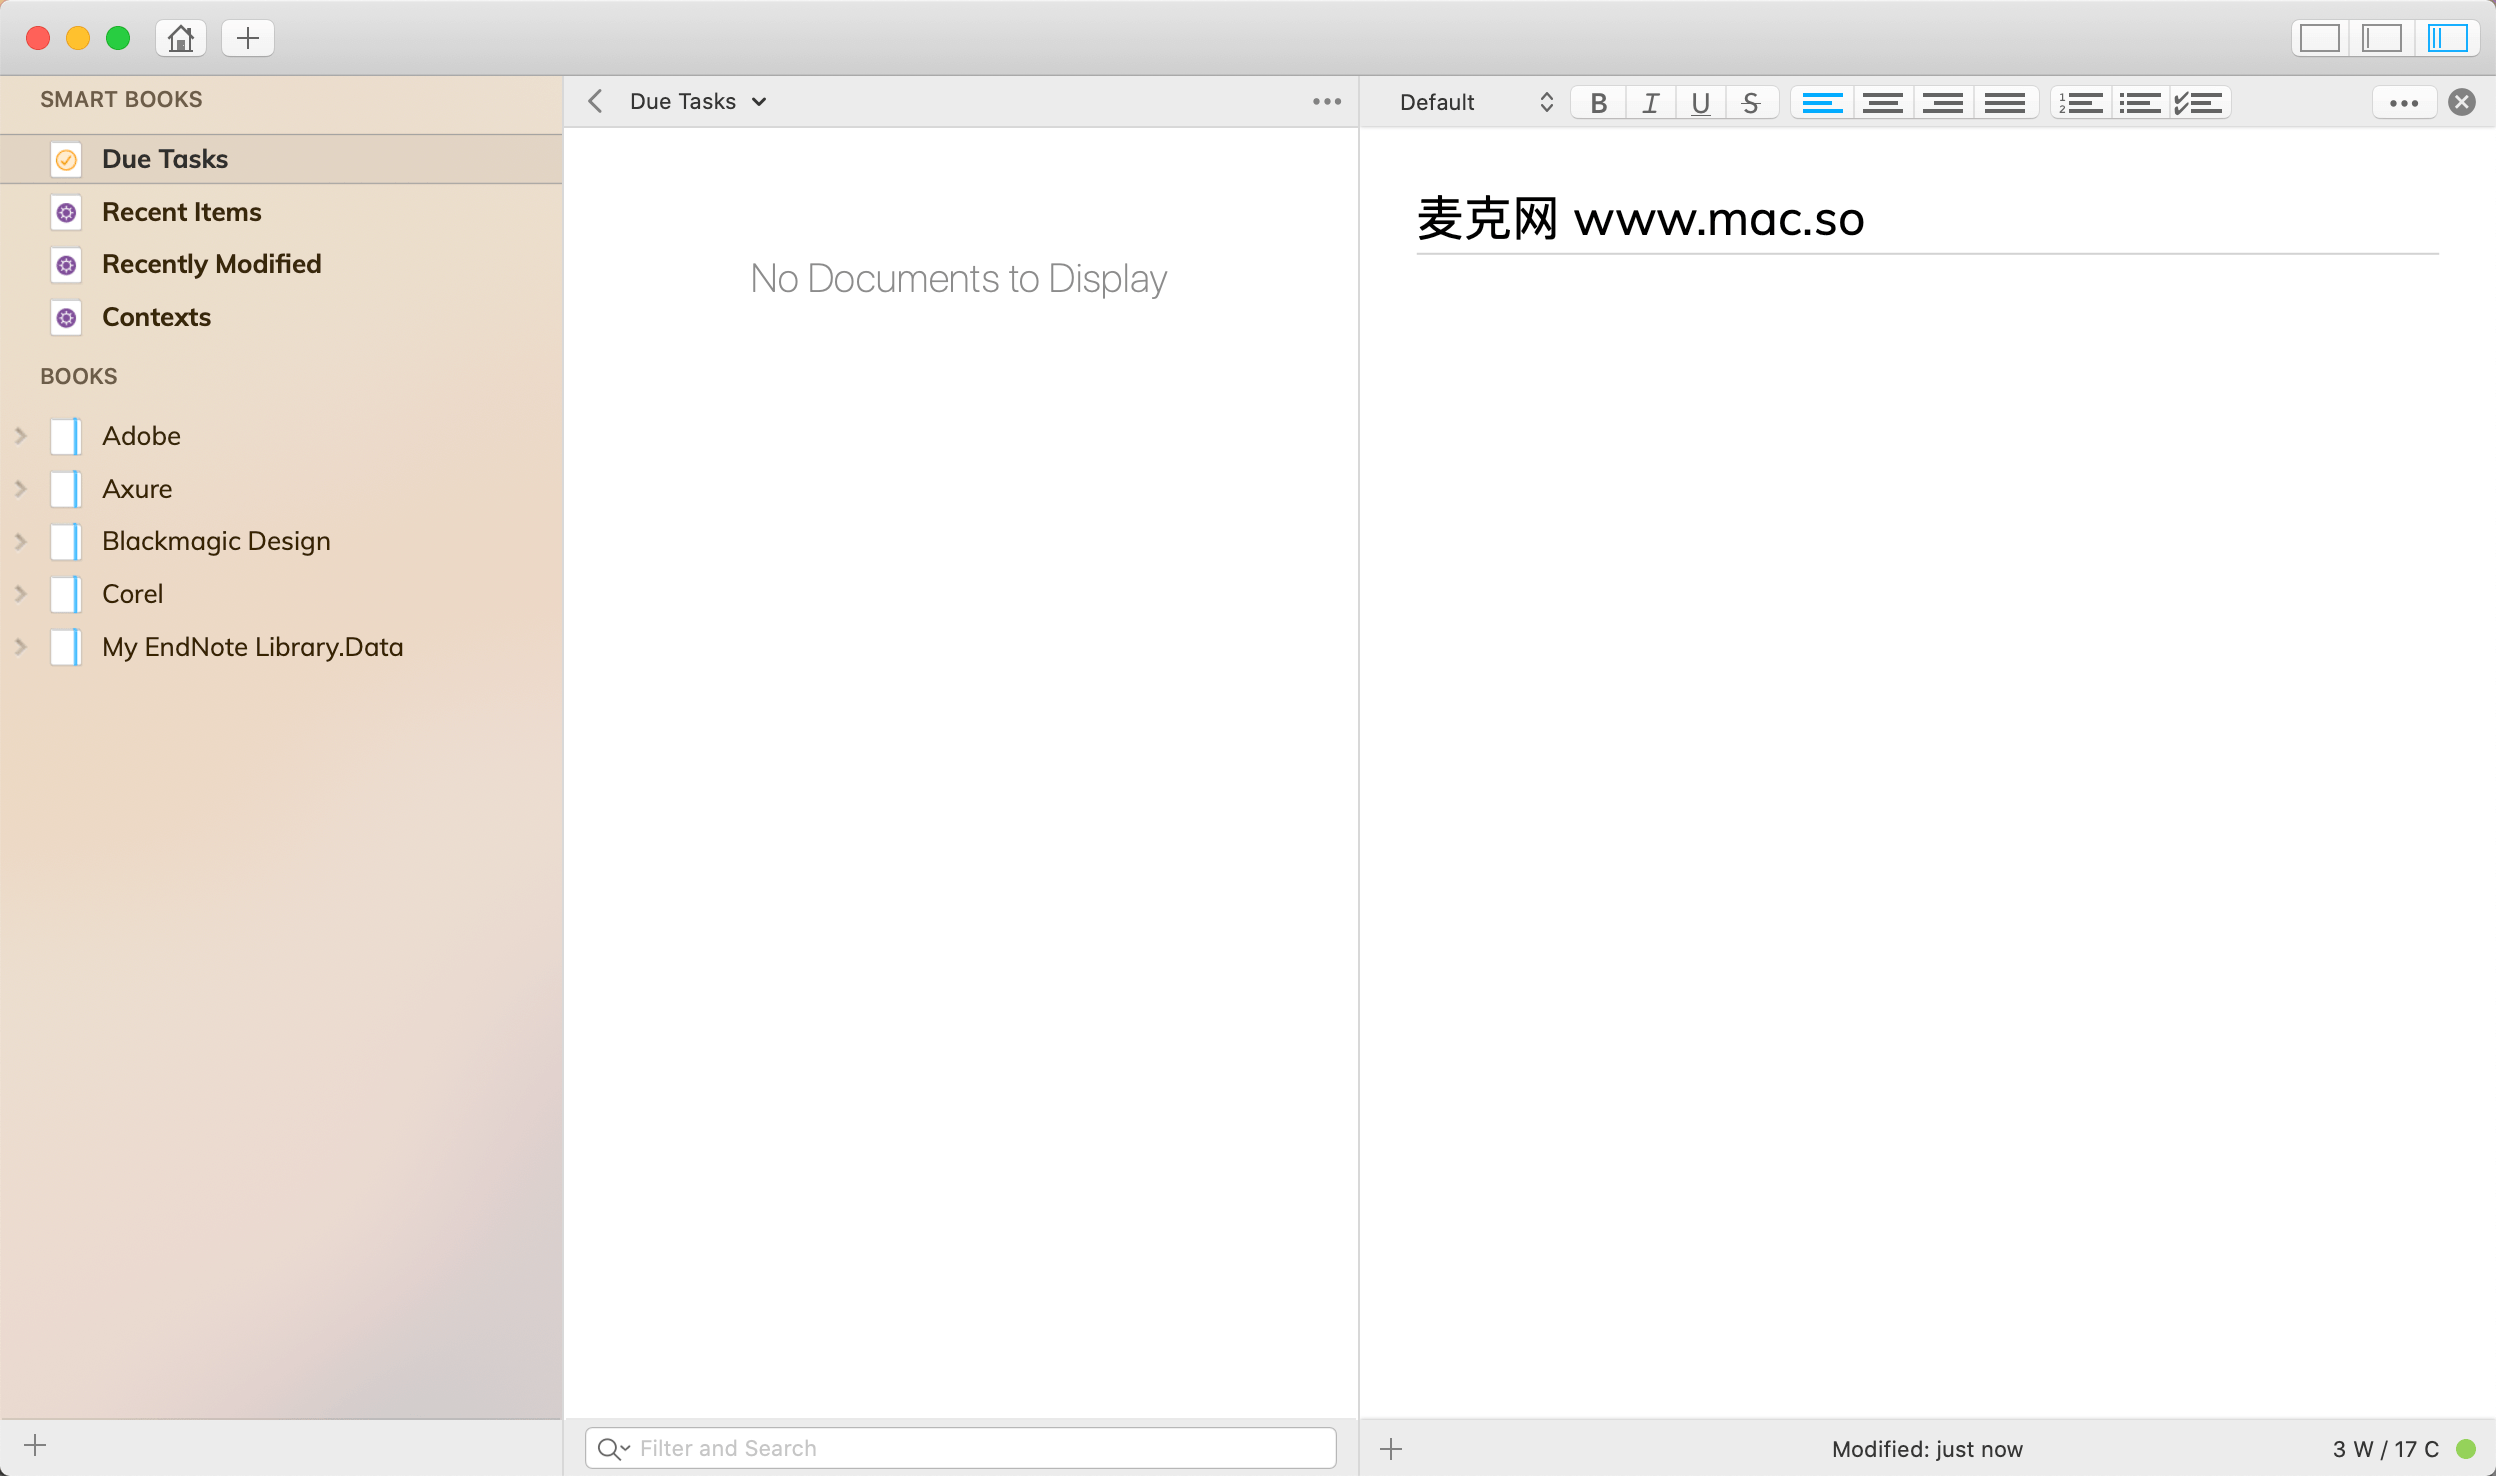 SMART BOOKS
Due Tasks
Recent Items
Recently Modified
Contexts
BOOKS
Adobe
Axure
Blackmagic Design
Corel
My EndNote Library.Data
Due Tasks
No Documents to Display
Filter and Search
Default
B I U S
麦克网 www.mac.so
Modified: just now
3 W / 17 C